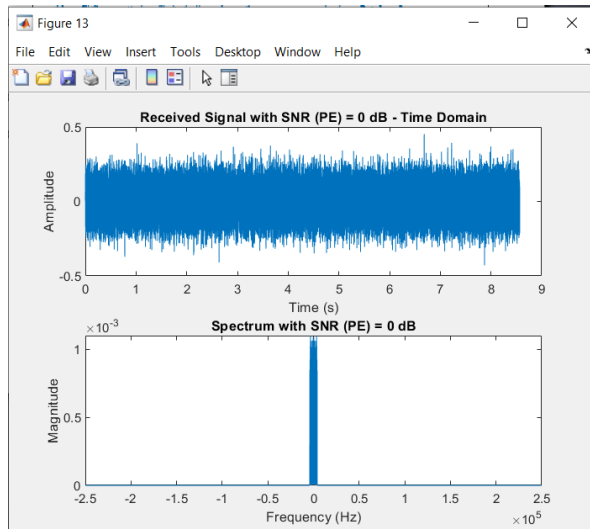 Figure 13
File Edit View Insert Tools Desktop Window Help
Received Signal with SNR (PE) = 0 dB - Time Domain
0.5
0
-0.5
Amplitude
0 1 2 3 4 5 6 7 8 9
Time (s)
Spectrum with SNR (PE) = 0 dB
×10⁻³
1
0.5
0
Magnitude
-2.5 -2 -1.5 -1 -0.5 0 0.5 1 1.5 2 2.5
Frequency (Hz)
×10⁵